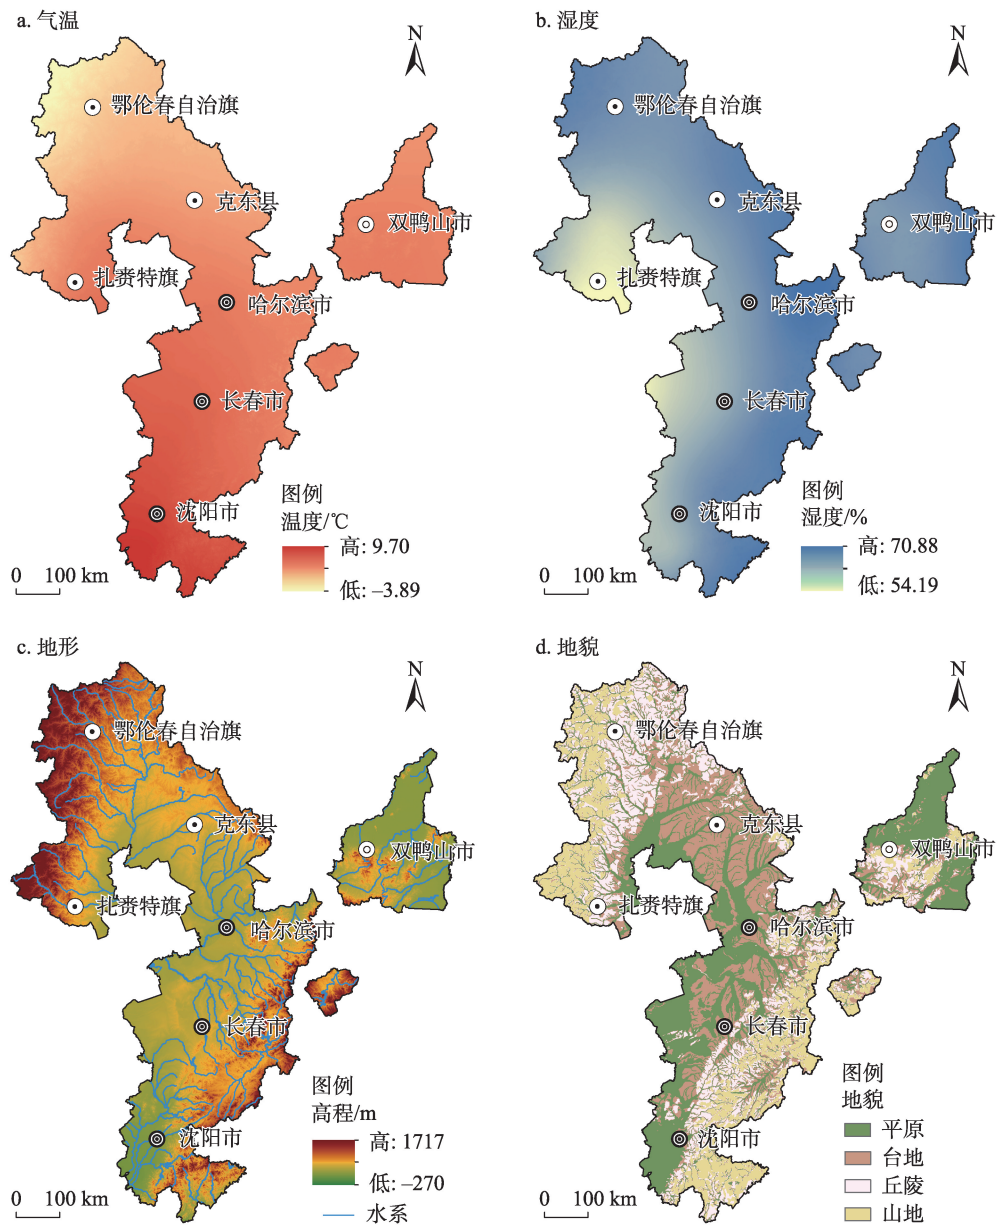 a. 气温
N
鄂伦春自治旗
克东县
双鸭山市
扎赉特旗
哈尔滨市
长春市
沈阳市
图例
温度/℃
高: 9.70
低: –3.89
0 100 km
b. 湿度
N
鄂伦春自治旗
克东县
双鸭山市
扎赉特旗
哈尔滨市
长春市
沈阳市
图例
湿度/%
高: 70.88
低: 54.19
0 100 km
c. 地形
N
鄂伦春自治旗
克东县
双鸭山市
扎赉特旗
哈尔滨市
长春市
沈阳市
图例
高程/m
高: 1717
低: –270
水系
0 100 km
d. 地貌
N
鄂伦春自治旗
克东县
双鸭山市
扎赉特旗
哈尔滨市
长春市
沈阳市
图例
地貌
平原
台地
丘陵
山地
0 100 km